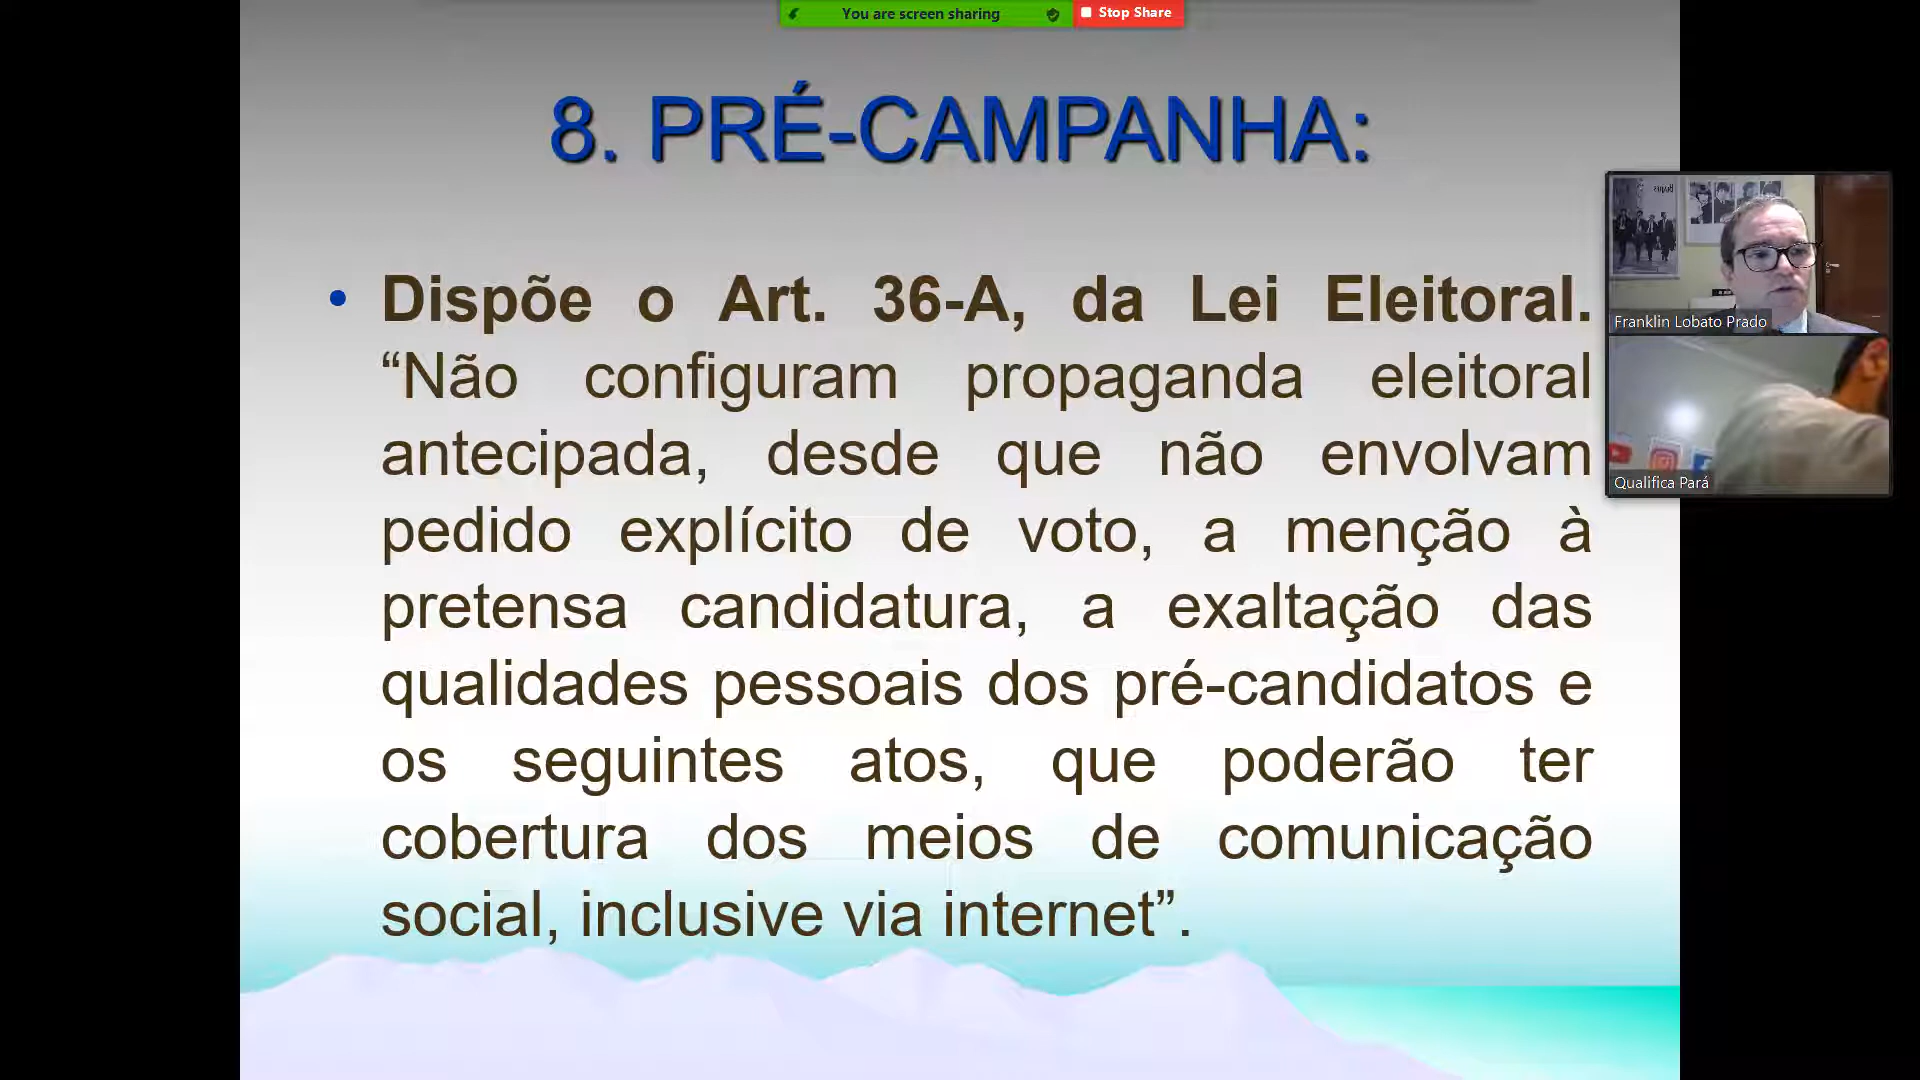 You are screen sharing
Stop Share
8. PRÉ-CAMPANHA:
• Dispõe o Art. 36-A, da Lei Eleitoral.
“Não configuram propaganda eleitoral
antecipada, desde que não envolvam
pedido explícito de voto, a menção à
pretensa candidatura, a exaltação das
qualidades pessoais dos pré-candidatos e
os seguintes atos, que poderão ter
cobertura dos meios de comunicação
social, inclusive via internet”.
Franklin Lobato Prado
Qualifica Pará